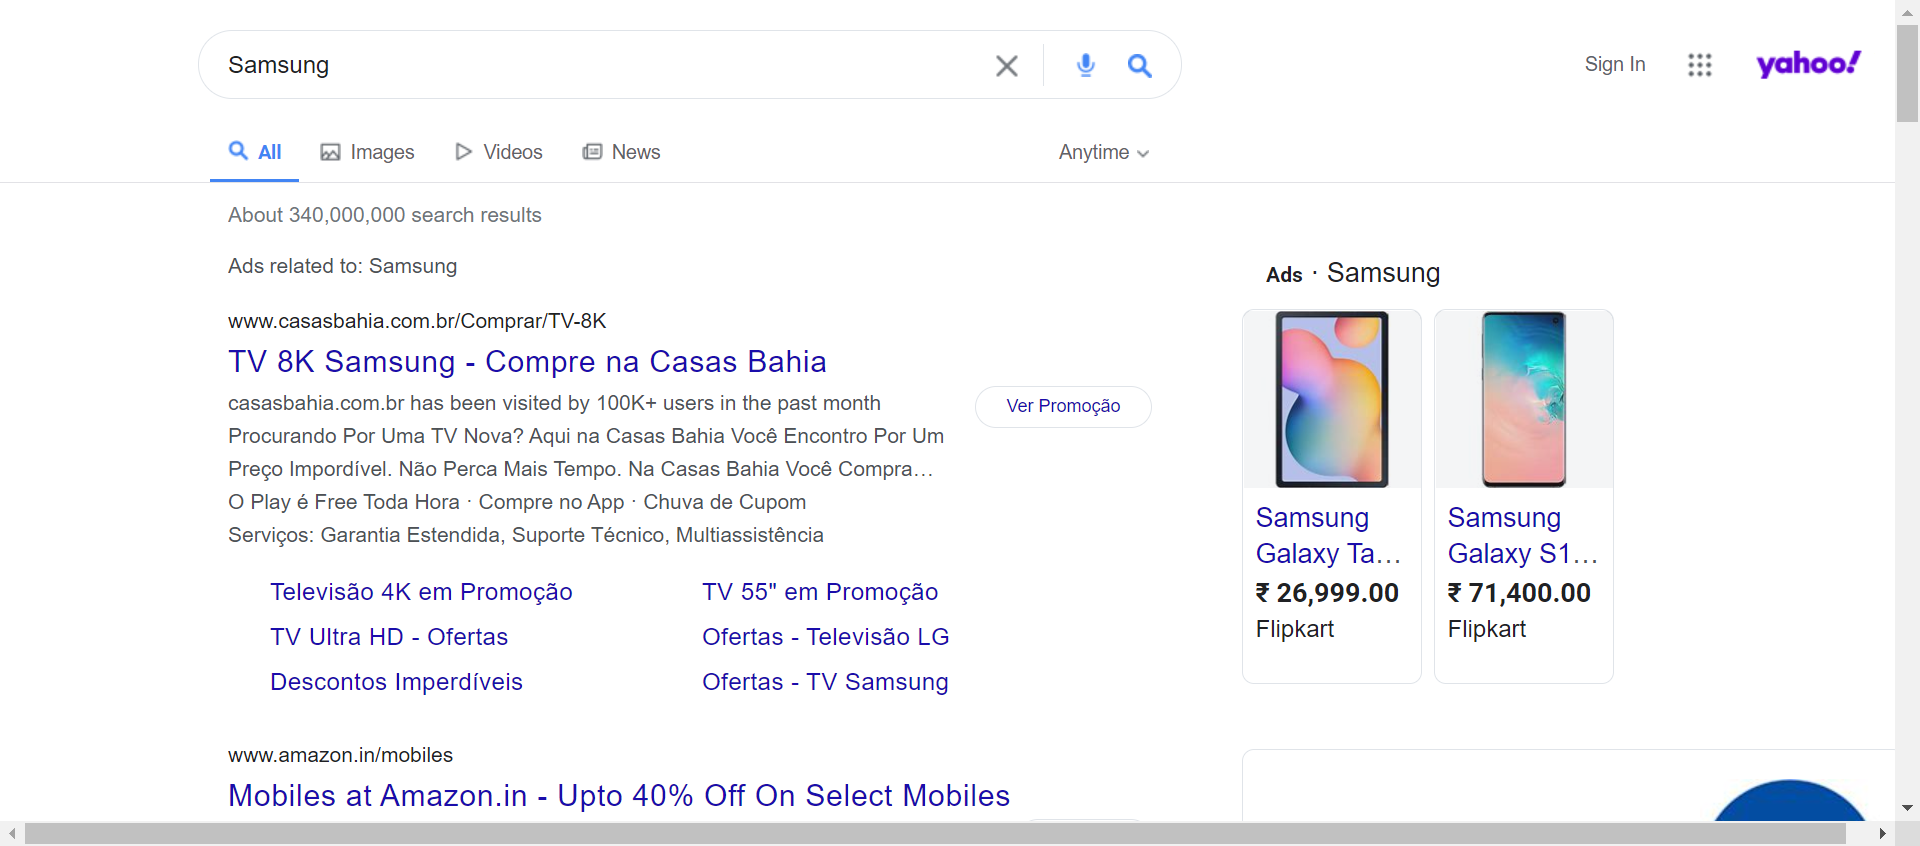 Samsung
Sign In
yahoo!
All
Images
Videos
News
Anytime
About 340,000,000 search results
Ads related to: Samsung
www.casasbahia.com.br/Comprar/TV-8K
TV 8K Samsung - Compre na Casas Bahia
casasbahia.com.br has been visited by 100K+ users in the past month
Procurando Por Uma TV Nova? Aqui na Casas Bahia Você Encontro Por Um
Preço Impordível. Não Perca Mais Tempo. Na Casas Bahia Você Compra…
O Play é Free Toda Hora · Compre no App · Chuva de Cupom
Serviços: Garantia Estendida, Suporte Técnico, Multiassistência
Ver Promoção
Televisão 4K em Promoção
TV 55" em Promoção
TV Ultra HD - Ofertas
Ofertas - Televisão LG
Descontos Imperdíveis
Ofertas - TV Samsung
www.amazon.in/mobiles
Mobiles at Amazon.in - Upto 40% Off On Select Mobiles
Ads · Samsung
Samsung
Galaxy Ta…
₹ 26,999.00
Flipkart
Samsung
Galaxy S1…
₹ 71,400.00
Flipkart